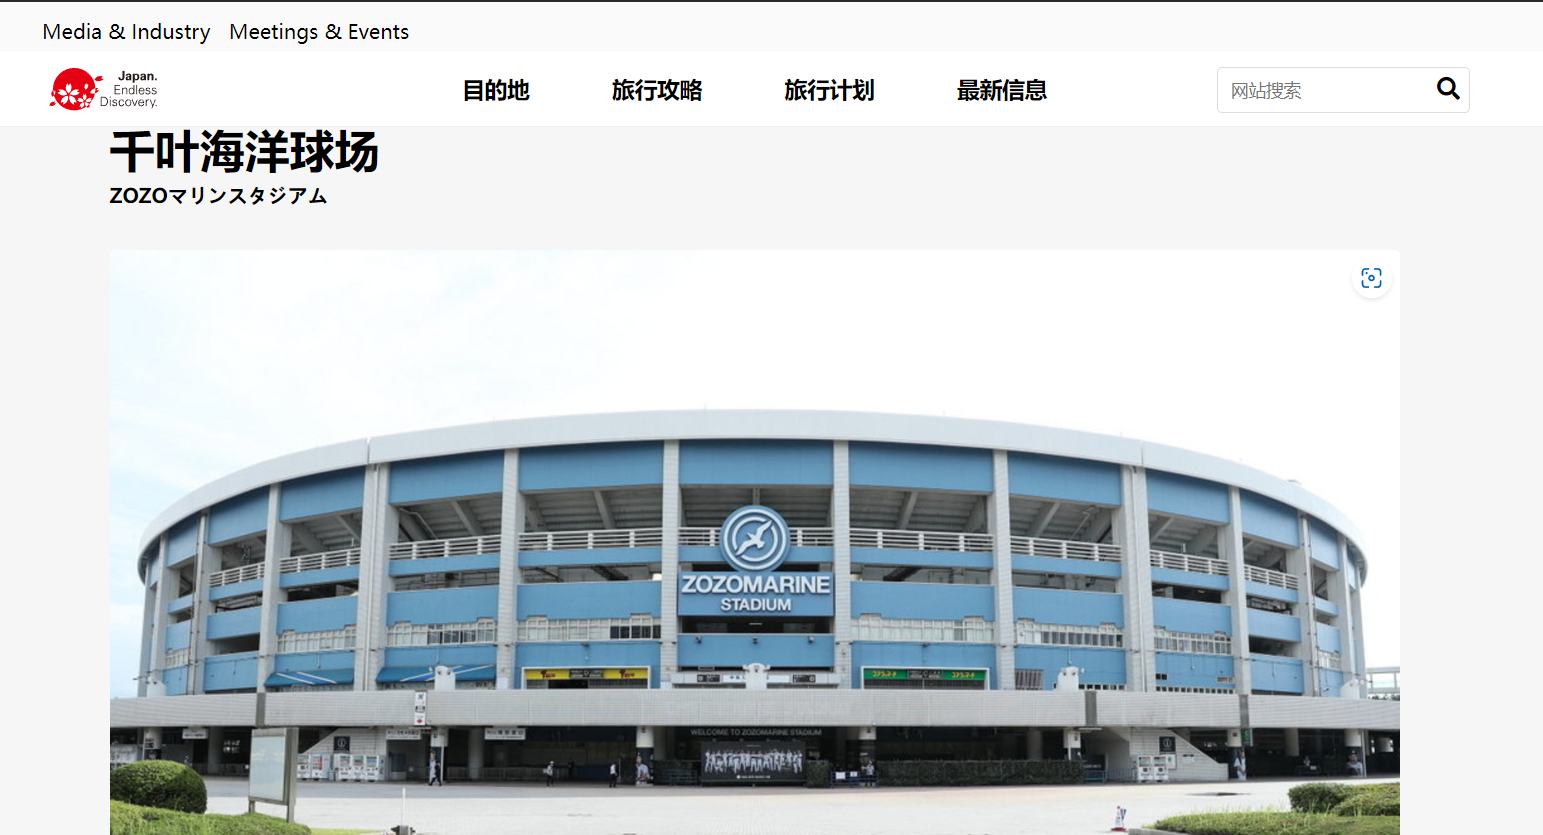 Media & Industry Meetings & Events
Japan.
Endless
Discovery.
目的地 旅行攻略 旅行计划 最新信息 网站搜索
千叶海洋球场
ZOZOマリンスタジアム
ZOZOMARINE
STADIUM
WELCOME TO ZOZOMARINE STADIUM